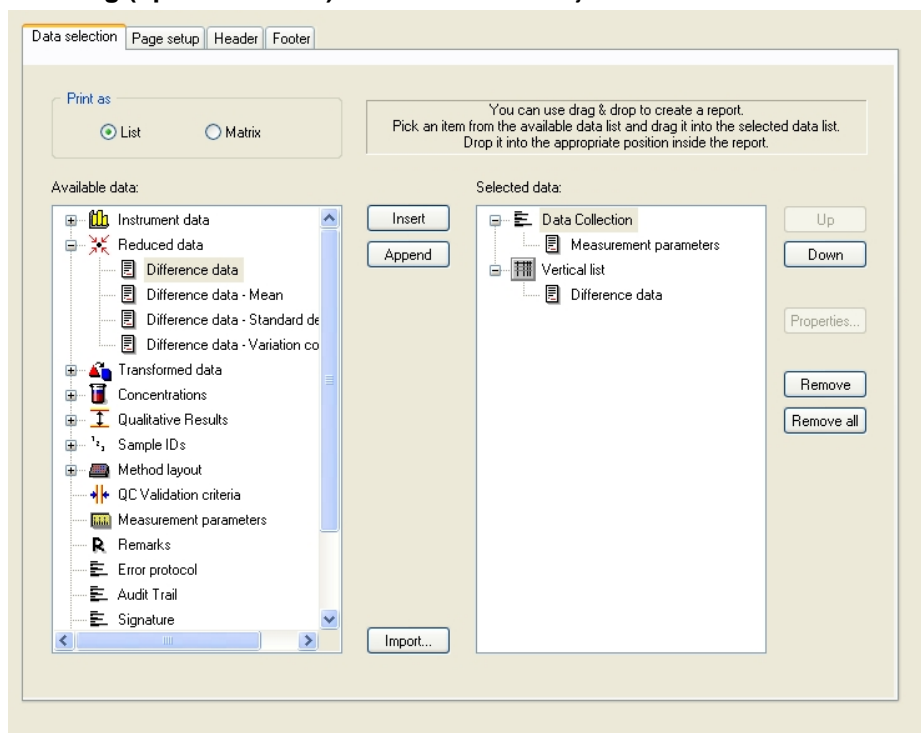 Data selection Page setup Header Footer
Print as
List Matrix
You can use drag & drop to create a report.
Pick an item from the available data list and drag it into the selected data list.
Drop it into the appropriate position inside the report.
Available data:
Selected data:
Instrument data
Reduced data
Difference data
Difference data - Mean
Difference data - Standard de
Difference data - Variation co
Transformed data
Concentrations
Qualitative Results
Sample IDs
Method layout
QC Validation criteria
Measurement parameters
Remarks
Error protocol
Audit Trail
Signature
Insert
Append
Import...
Data Collection
Measurement parameters
Vertical list
Difference data
Up
Down
Properties...
Remove
Remove all